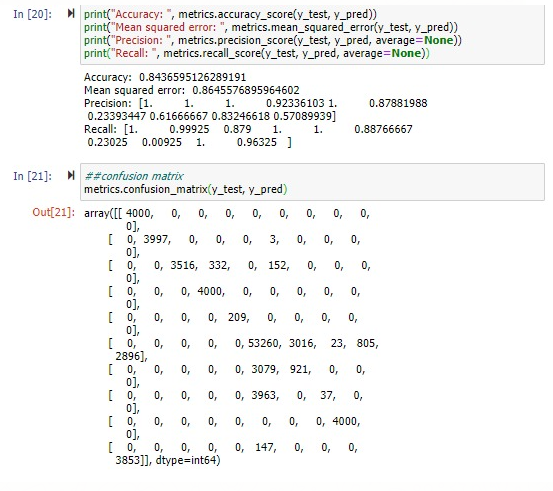 In [20]: print("Accuracy: ", metrics.accuracy_score(y_test, y_pred))
print("Mean squared error: ", metrics.mean_squared_error(y_test, y_pred))
print("Precision: ", metrics.precision_score(y_test, y_pred, average=None))
print("Recall: ", metrics.recall_score(y_test, y_pred, average=None))
Accuracy: 0.8436595126289191
Mean squared error: 0.8645576895964602
Precision: [1. 1. 1. 0.92336103 1. 0.87881988
0.23393447 0.61666667 0.83246618 0.57089939]
Recall: [1. 0.99925 0.879 1. 1. 0.88766667
0.23025 0.00925 1. 0.96325 ]
In [21]: ##confusion matrix
metrics.confusion_matrix(y_test, y_pred)
Out[21]: array([[ 4000, 0, 0, 0, 0, 0, 0, 0, 0,
0],
[ 0, 3997, 0, 0, 0, 3, 0, 0, 0,
0],
[ 0, 0, 3516, 332, 0, 152, 0, 0, 0,
0],
[ 0, 0, 0, 4000, 0, 0, 0, 0, 0,
0],
[ 0, 0, 0, 0, 209, 0, 0, 0, 0,
0],
[ 0, 0, 0, 0, 0, 53260, 3016, 23, 805,
2896],
[ 0, 0, 0, 0, 0, 3079, 921, 0, 0,
0],
[ 0, 0, 0, 0, 0, 3963, 0, 37, 0,
0],
[ 0, 0, 0, 0, 0, 0, 0, 0, 4000,
0],
[ 0, 0, 0, 0, 0, 147, 0, 0, 0,
3853]], dtype=int64)